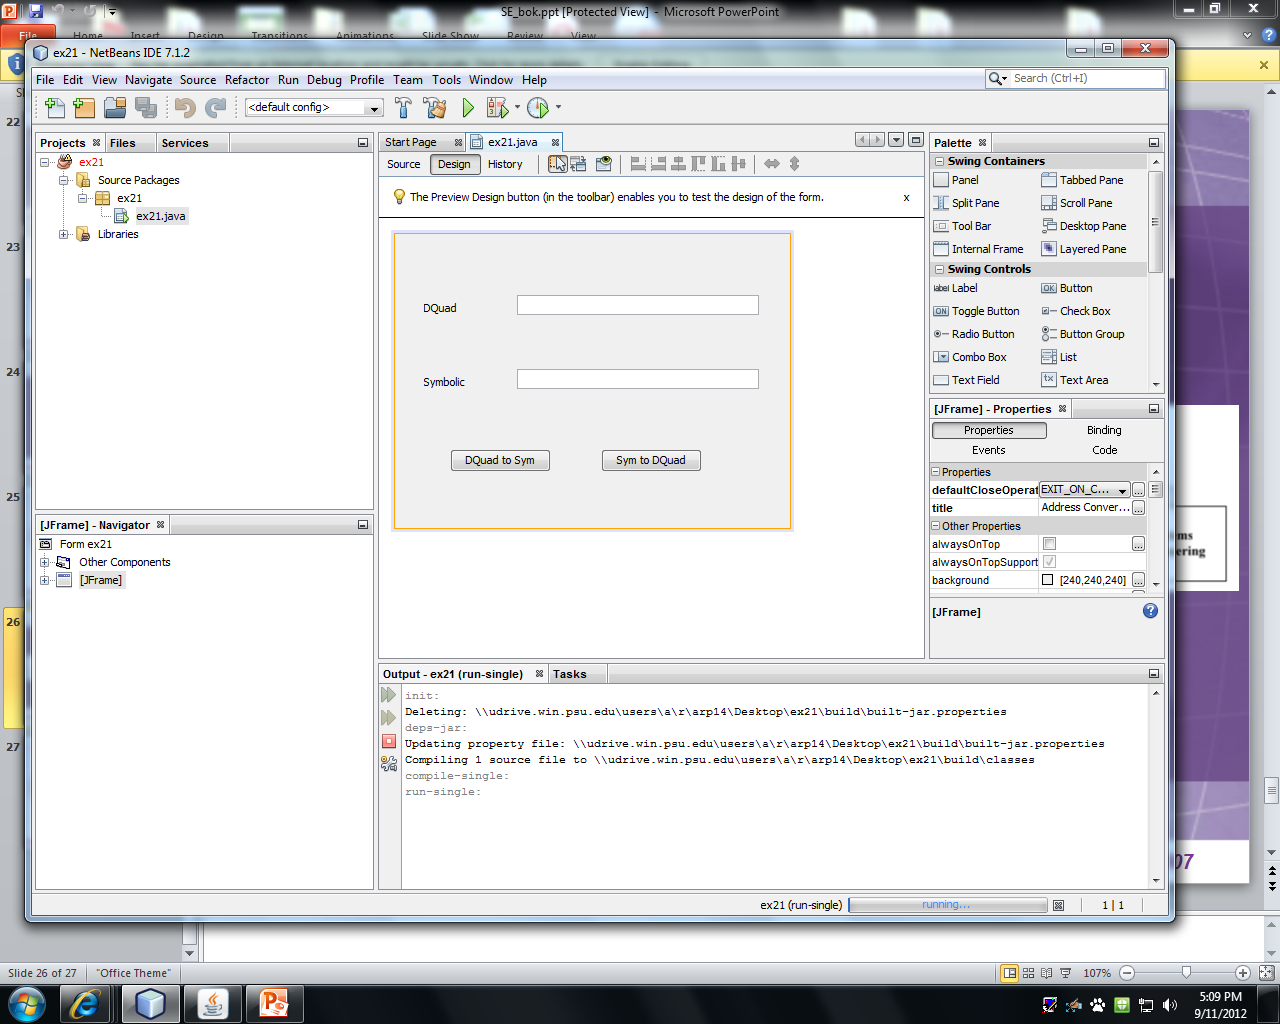 SE_bok.ppt [Protected View] - Microsoft PowerPoint
File Home Insert Design Transitions Animations Slide Show Review View
ex21 - NetBeans IDE 7.1.2
File Edit View Navigate Source Refactor Run Debug Profile Team Tools Window Help
Search (Ctrl+I)
<default config>
Projects Files Services
ex21
Source Packages
ex21
ex21.java
Libraries
Start Page ex21.java
Source Design History
The Preview Design button (in the toolbar) enables you to test the design of the form. x
DQuad
Symbolic
DQuad to Sym Sym to DQuad
Palette
Swing Containers
Panel Tabbed Pane
Split Pane Scroll Pane
Tool Bar Desktop Pane
Internal Frame Layered Pane
Swing Controls
label Label OK Button
ON Toggle Button Check Box
Radio Button Button Group
Combo Box List
Text Field Text Area
[JFrame] - Properties
Properties Binding
Events Code
Properties
defaultCloseOperat EXIT_ON_C... ...
title Address Conver... ...
Other Properties
alwaysOnTop ...
alwaysOnTopSupport
background [240,240,240] ...
[JFrame]
[JFrame] - Navigator
Form ex21
Other Components
[JFrame]
Output - ex21 (run-single) Tasks
init:
Deleting: \\udrive.win.psu.edu\users\a\r\arp14\Desktop\ex21\build\built-jar.properties
deps-jar:
Updating property file: \\udrive.win.psu.edu\users\a\r\arp14\Desktop\ex21\build\built-jar.properties
Compiling 1 source file to \\udrive.win.psu.edu\users\a\r\arp14\Desktop\ex21\build\classes
compile-single:
run-single:
ex21 (run-single) running... 1 | 1
22
23
24
25
26
27
ms
ering
07
Slide 26 of 27 "Office Theme" 107%
5:09 PM
9/11/2012